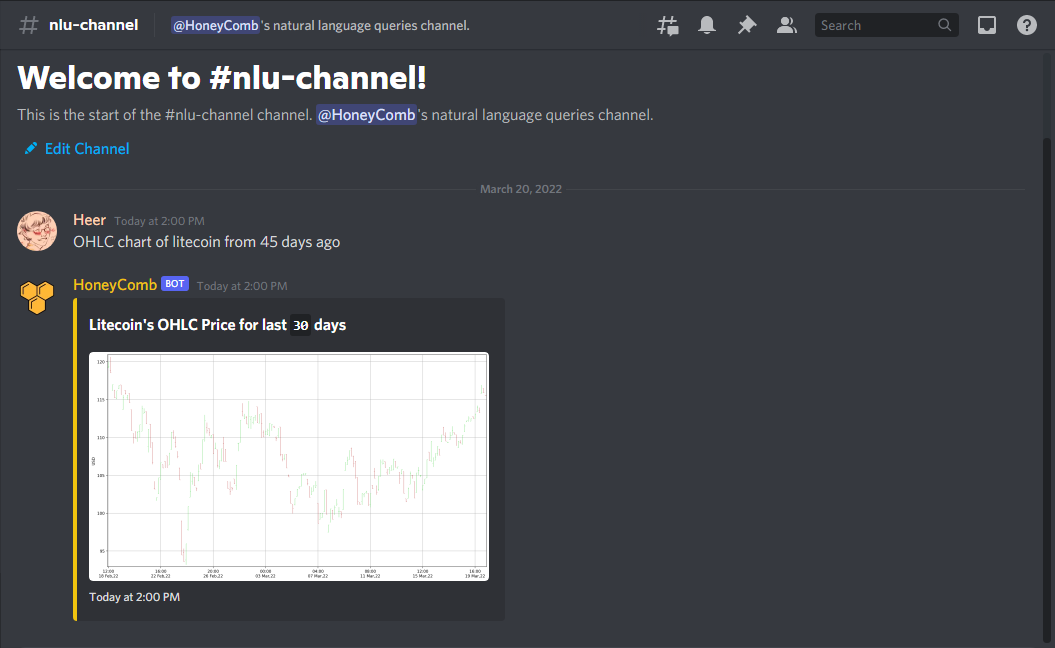 nlu-channel
@HoneyComb's natural language queries channel.
Search
Welcome to #nlu-channel!
This is the start of the #nlu-channel channel. @HoneyComb's natural language queries channel.
Edit Channel
March 20, 2022
Heer Today at 2:00 PM
OHLC chart of litecoin from 45 days ago
HoneyComb BOT Today at 2:00 PM
Litecoin's OHLC Price for last 30 days
120
115
110
USD
105
100
95
12:00 16:00 20:00 00:00 04:00 08:00 12:00 16:00
18 Feb,22 22 Feb,22 26 Feb,22 03 Mar,22 07 Mar,22 11 Mar,22 15 Mar,22 19 Mar,22
Today at 2:00 PM